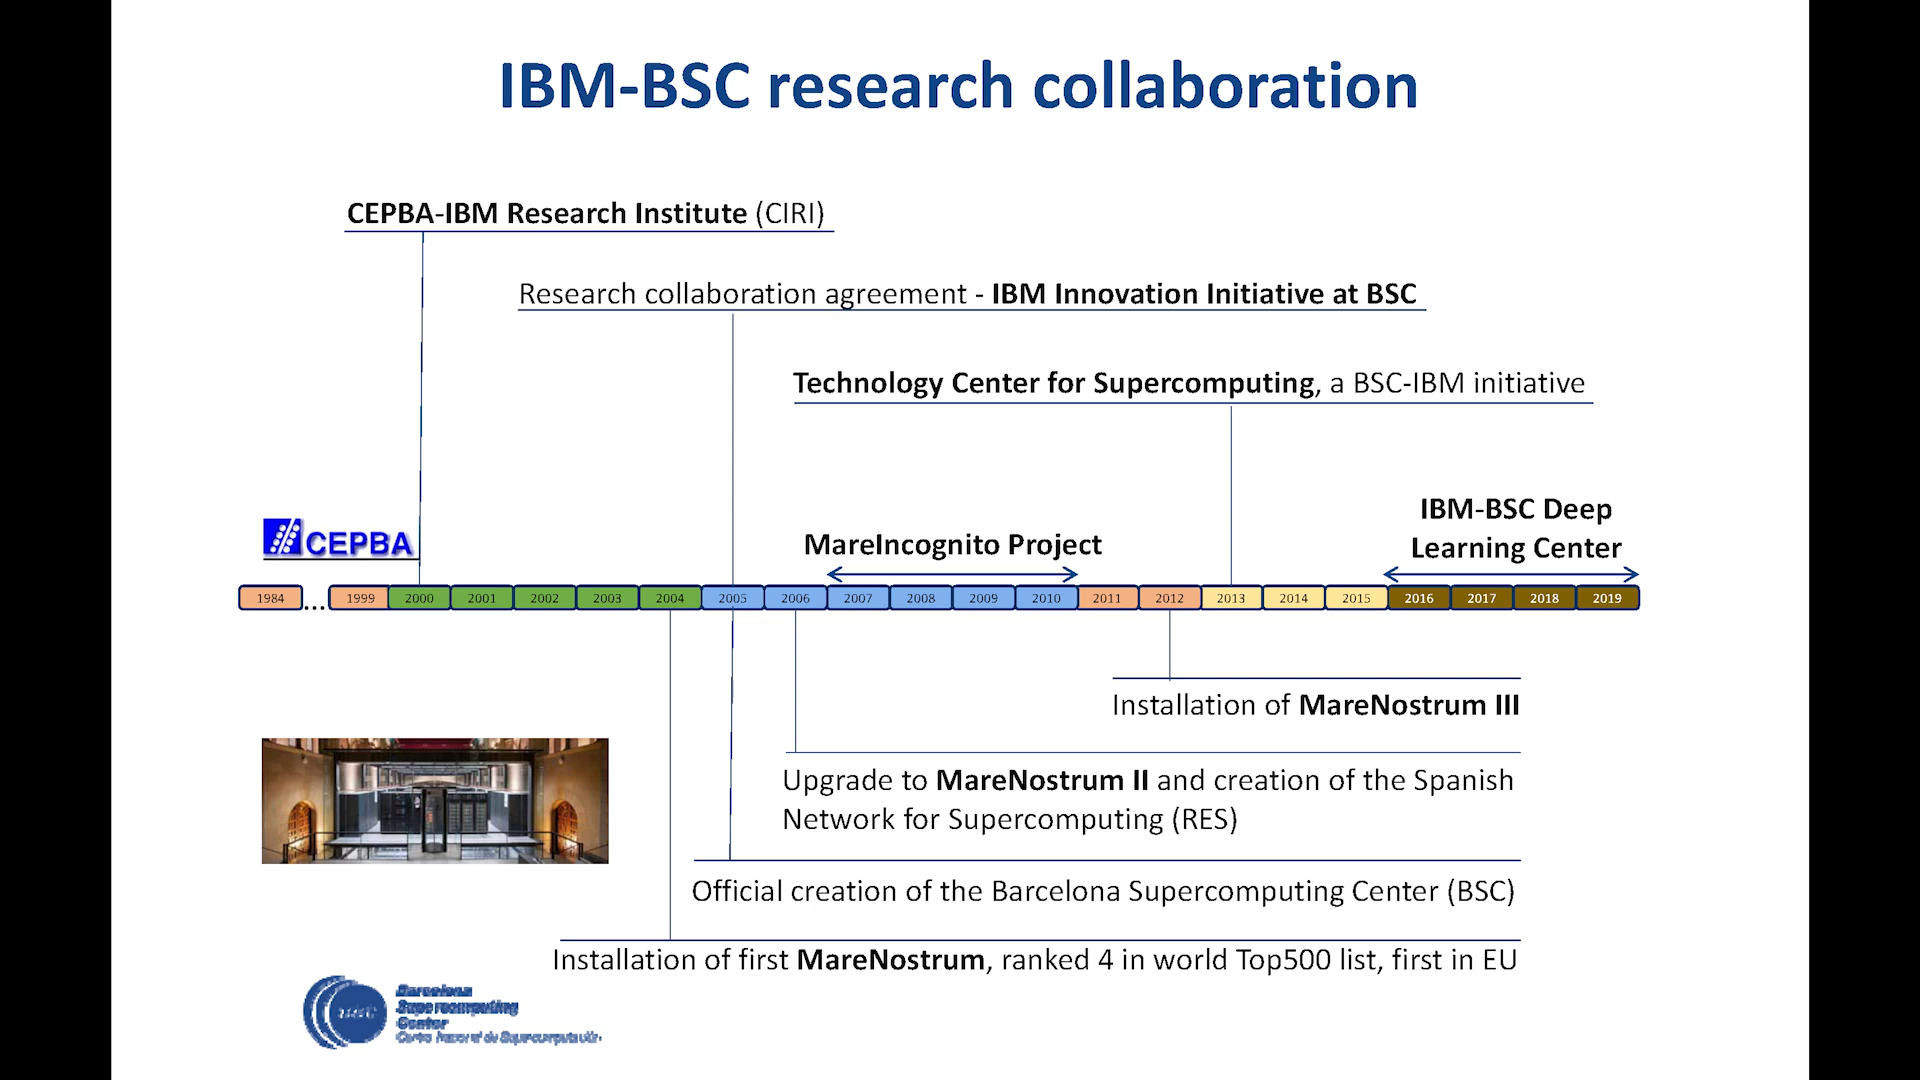 IBM-BSC research collaboration
CEPBA-IBM Research Institute (CIRI)
Research collaboration agreement - IBM Innovation Initiative at BSC
Technology Center for Supercomputing, a BSC-IBM initiative
IBM-BSC Deep
Learning Center
CEPBA
MareIncognito Project
1984 ... 1999 2000 2001 2002 2003 2004 2005 2006 2007 2008 2009 2010 2011 2012 2013 2014 2015 2016 2017 2018 2019
Installation of MareNostrum III
Upgrade to MareNostrum II and creation of the Spanish
Network for Supercomputing (RES)
Official creation of the Barcelona Supercomputing Center (BSC)
Installation of first MareNostrum, ranked 4 in world Top500 list, first in EU
Barcelona
Supercomputing
Center